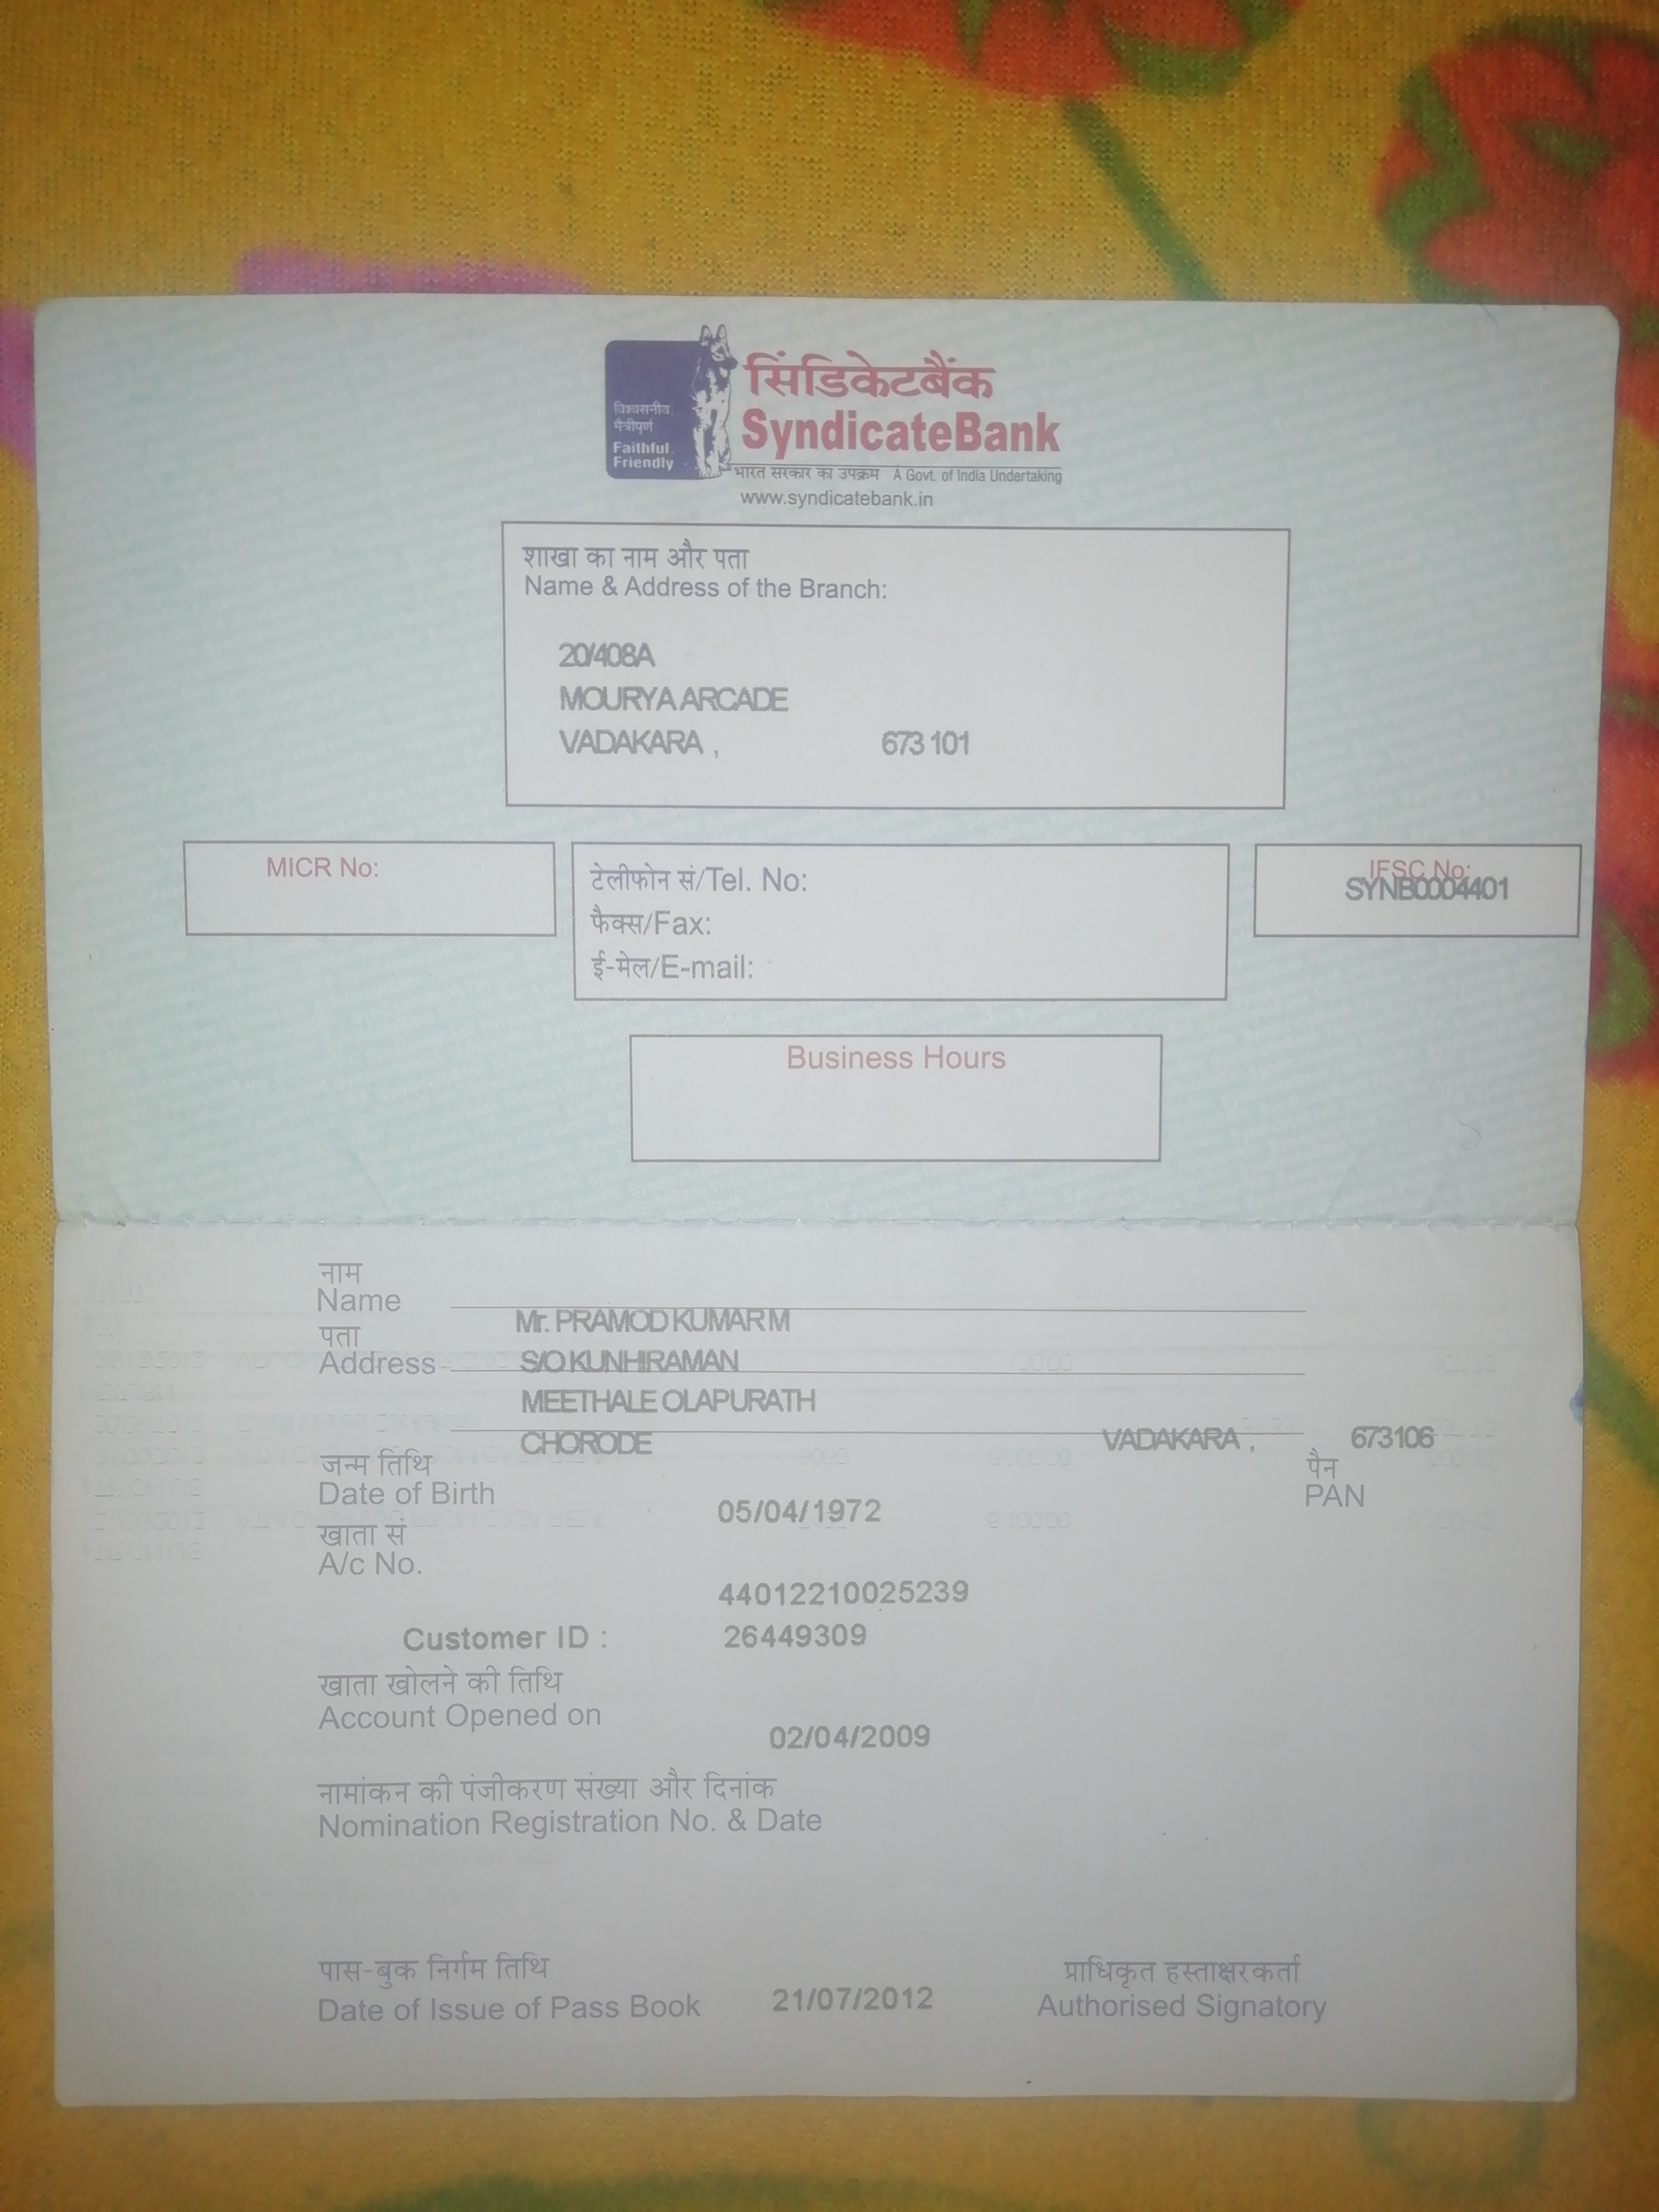 सिंडिकेटबैंक
SyndicateBank
विश्वसनीय.
मैत्रीपूर्ण
Faithful.
Friendly
भारत सरकार का उपक्रम A Govt. of India Undertaking
www.syndicatebank.in
शाखा का नाम और पता
Name & Address of the Branch:
20/408A
MOURYA ARCADE
VADAKARA , 673 101
MICR No:
टेलीफोन सं/Tel. No:
फैक्स/Fax:
ई-मेल/E-mail:
IFSC No:
SYNB0004401
Business Hours
नाम
Name
Mr. PRAMOD KUMAR M
पता
Address
S/O KUNHIRAMAN
MEETHALE OLAPURATH
CHORODE VADAKARA , 673106
जन्म तिथि
Date of Birth 05/04/1972
पैन
PAN
खाता सं
A/c No.
44012210025239
Customer ID : 26449309
खाता खोलने की तिथि
Account Opened on
02/04/2009
नामांकन की पंजीकरण संख्या और दिनांक
Nomination Registration No. & Date
पास-बुक निर्गम तिथि
Date of Issue of Pass Book 21/07/2012
प्राधिकृत हस्ताक्षरकर्ता
Authorised Signatory